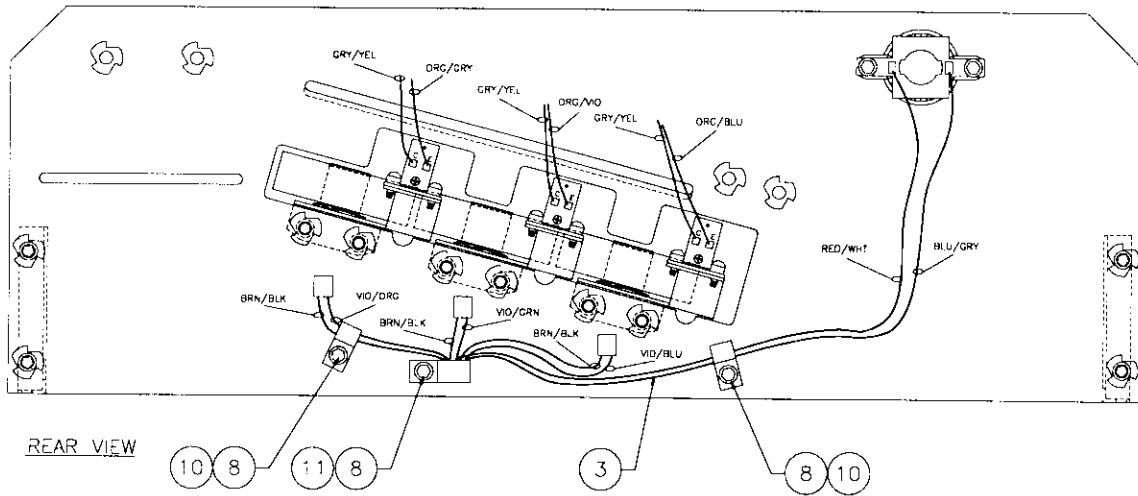 GRY/YEL
ORG/GRY
GRY/YEL
ORG/VIO
GRY/YEL
ORG/BLU
RED/WHT
BLU/GRY
BRN/BLK
VIO/ORG
BRN/BLK
VIO/GRN
BRN/BLK
VIO/BLU
REAR VIEW
10 8
11 8
3
8 10